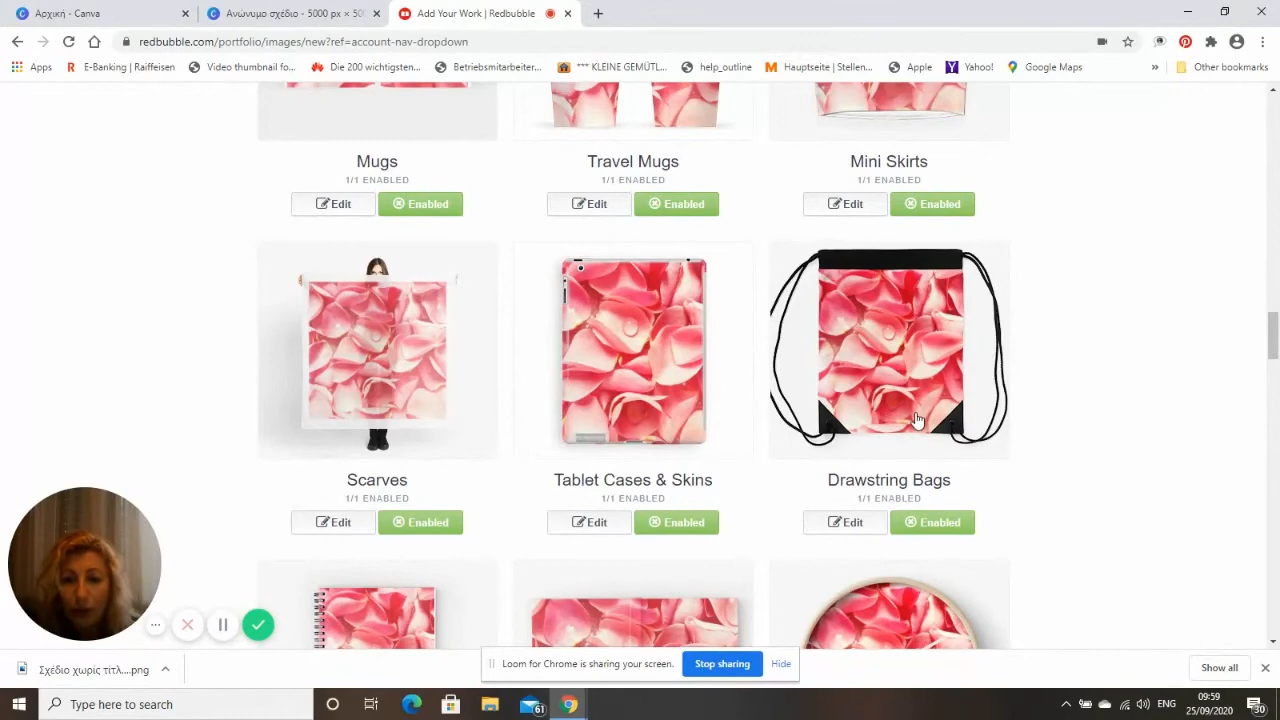 Αρχική - Canva
Ανώνυμο σχέδιο - 5000 px × 50
Add Your Work | Redbubble
redbubble.com/portfolio/images/new?ref=account-nav-dropdown
Apps
E-Banking | Raiffeisen
Video thumbnail fo...
Die 200 wichtigsten...
Betriebsmitarbeiter...
*** KLEINE GEMÜTL...
help_outline
Hauptseite | Stellen...
Apple
Yahoo!
Google Maps
»
Other bookmarks
Mugs
Travel Mugs
Mini Skirts
1/1 ENABLED
1/1 ENABLED
1/1 ENABLED
Edit
Enabled
Edit
Enabled
Edit
Enabled
Scarves
Tablet Cases & Skins
Drawstring Bags
1/1 ENABLED
1/1 ENABLED
1/1 ENABLED
Edit
Enabled
Edit
Enabled
Edit
Enabled
Loom for Chrome is sharing your screen.
Stop sharing
Hide
Σχέδιο χωρίς τίτλ....png
Show all
Type here to search
61
ENG
09:59
25/09/2020
30